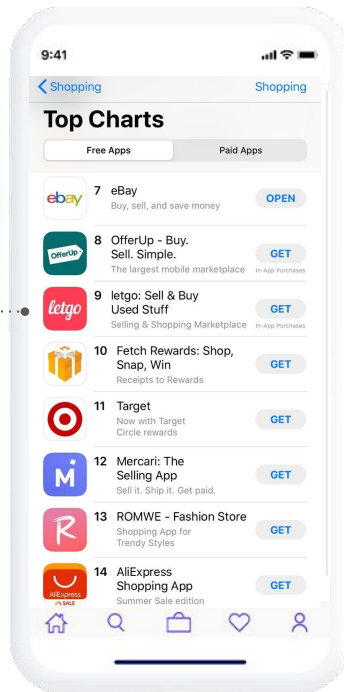 9:41
Shopping
Shopping
Top Charts
Free Apps
Paid Apps
ebay
7 eBay
Buy, sell, and save money
OPEN
OfferUp
8 OfferUp - Buy.
Sell. Simple.
The largest mobile marketplace
GET
In-App Purchases
letgo
9 letgo: Sell & Buy
Used Stuff
Selling & Shopping Marketplace
GET
In-App Purchases
10 Fetch Rewards: Shop,
Snap, Win
Receipts to Rewards
GET
11 Target
Now with Target
Circle rewards
GET
12 Mercari: The
Selling App
Sell it. Ship it. Get paid.
GET
R
13 ROMWE - Fashion Store
Shopping App for
Trendy Styles
GET
AliExpress
SALE
14 AliExpress
Shopping App
Summer Sale edition
GET